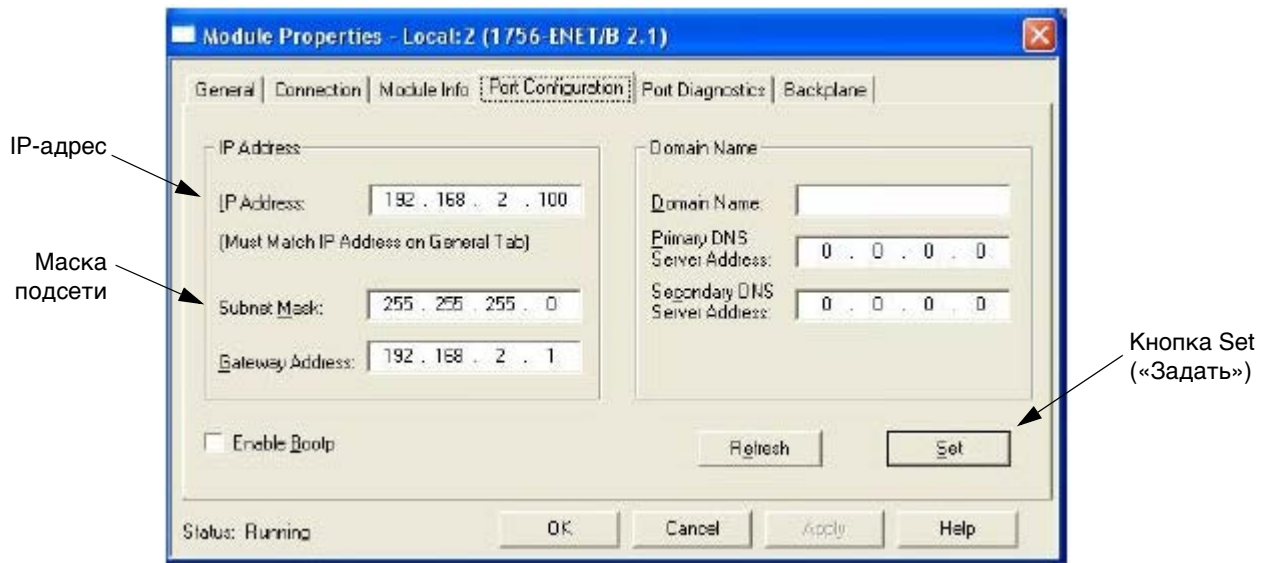 Module Properties - Local:2 (1756-ENET/B 2.1)
General Connection Module Info Port Configuration Port Diagnostics Backplane
IP-адрес
IP Address
IP Address: 192 . 168 . 2 . 100
(Must Match IP Address on General Tab)
Маска
подсети
Subnet Mask: 255 . 255 . 255 . 0
Gateway Address: 192 . 168 . 2 . 1
Domain Name
Domain Name:
Primary DNS
Server Address: 0 . 0 . 0 . 0
Secondary DNS
Server Address: 0 . 0 . 0 . 0
Кнопка Set
(«Задать»)
Enable Bootp
Refresh Set
Status: Running OK Cancel Apply Help